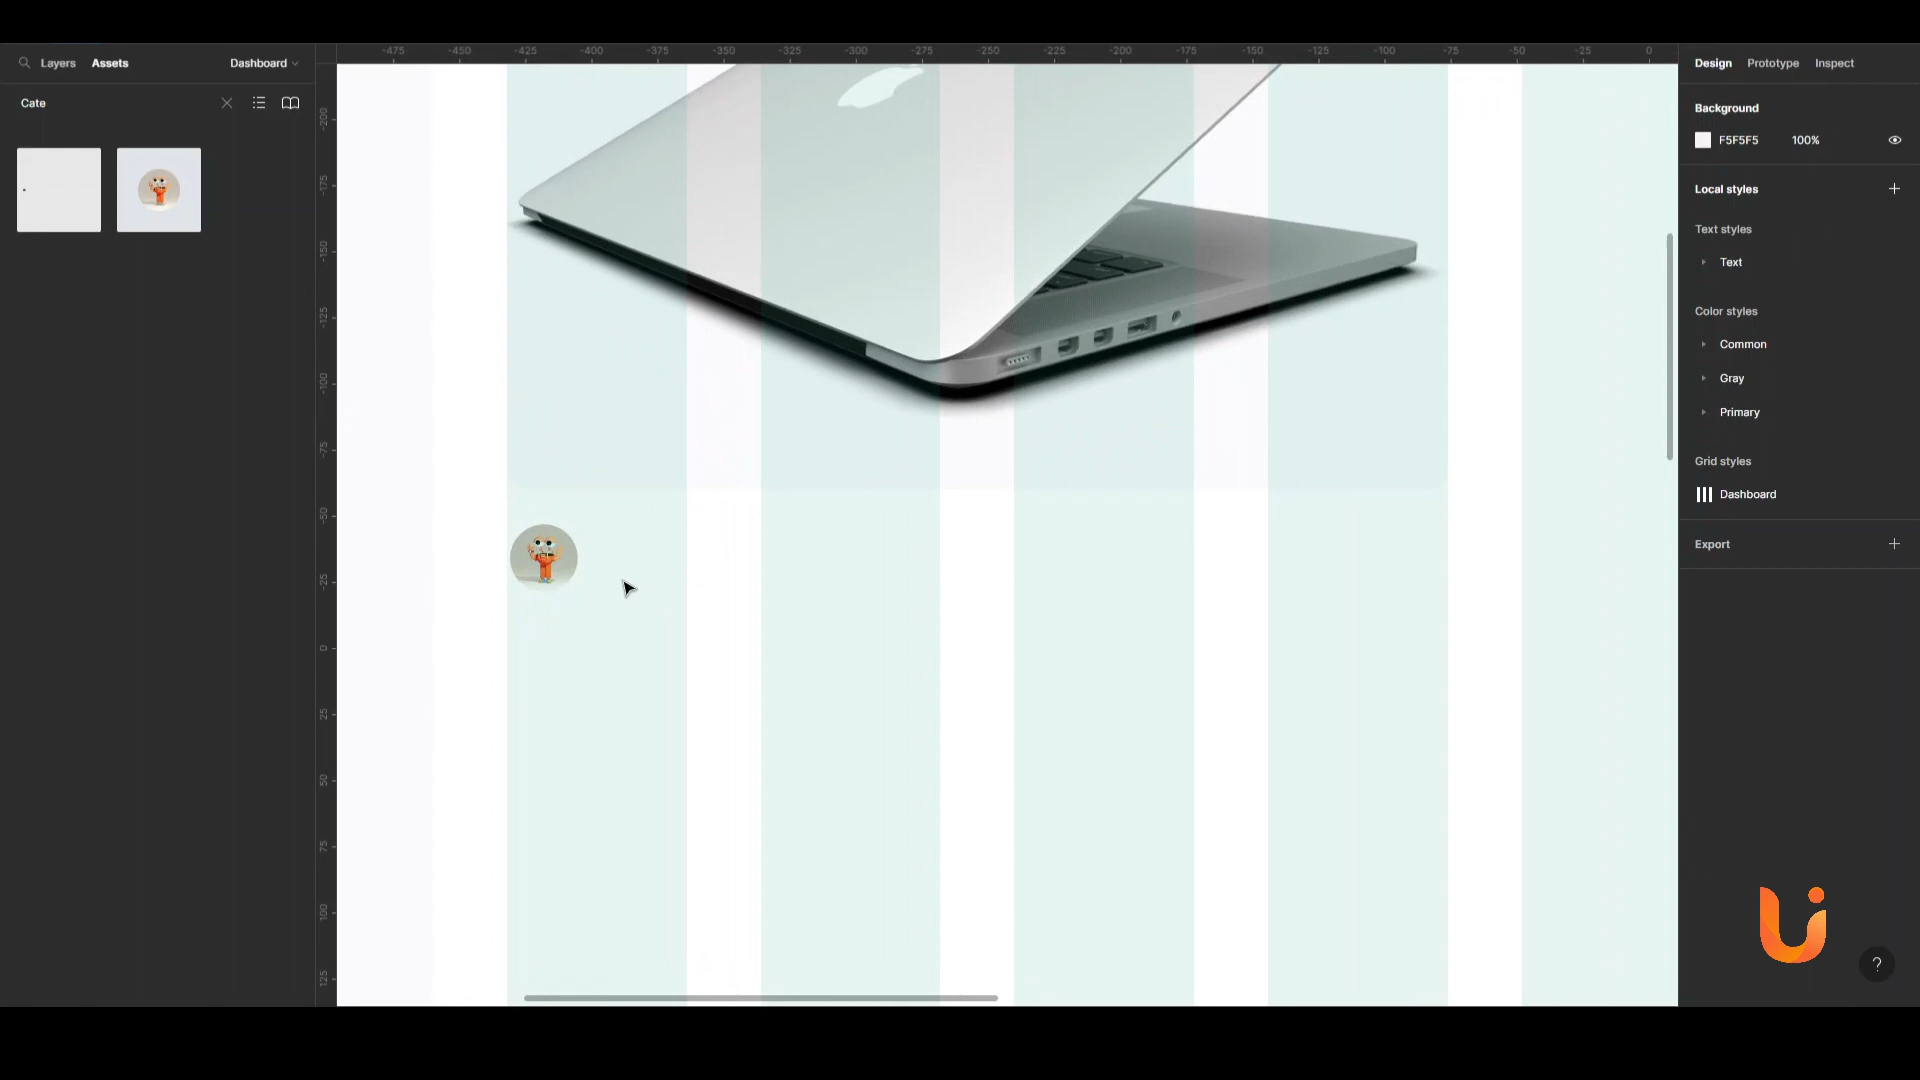 Layers Assets Dashboard
Cate
-475 -450 -425 -400 -375 -350 -325 -300 -275 -250 -225 -200 -175 -150 -125 -100 -75 -50 -25 0
-200
-175
-150
-125
-100
-75
-50
-25
0
25
50
75
100
125
Design Prototype Inspect
Background
F5F5F5 100%
Local styles
Text styles
Text
Color styles
Common
Gray
Primary
Grid styles
Dashboard
Export
?